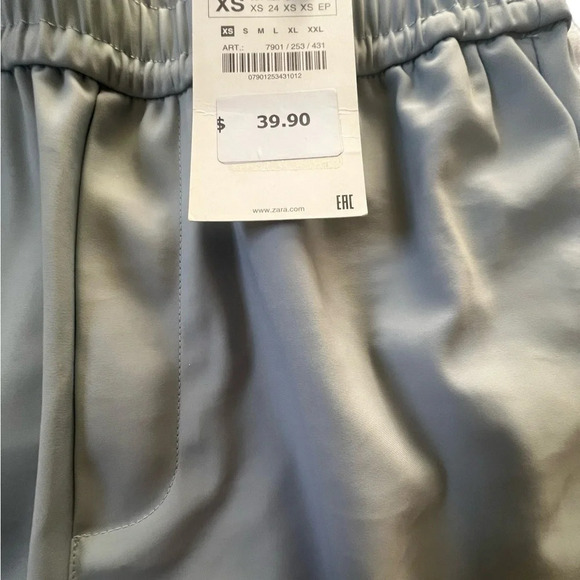 XS
XS 24 XS XS EP
XS S M L XL XXL
ART.: 7901 / 253 / 431
07901253431012
$ 39.90
www.zara.com
EAC